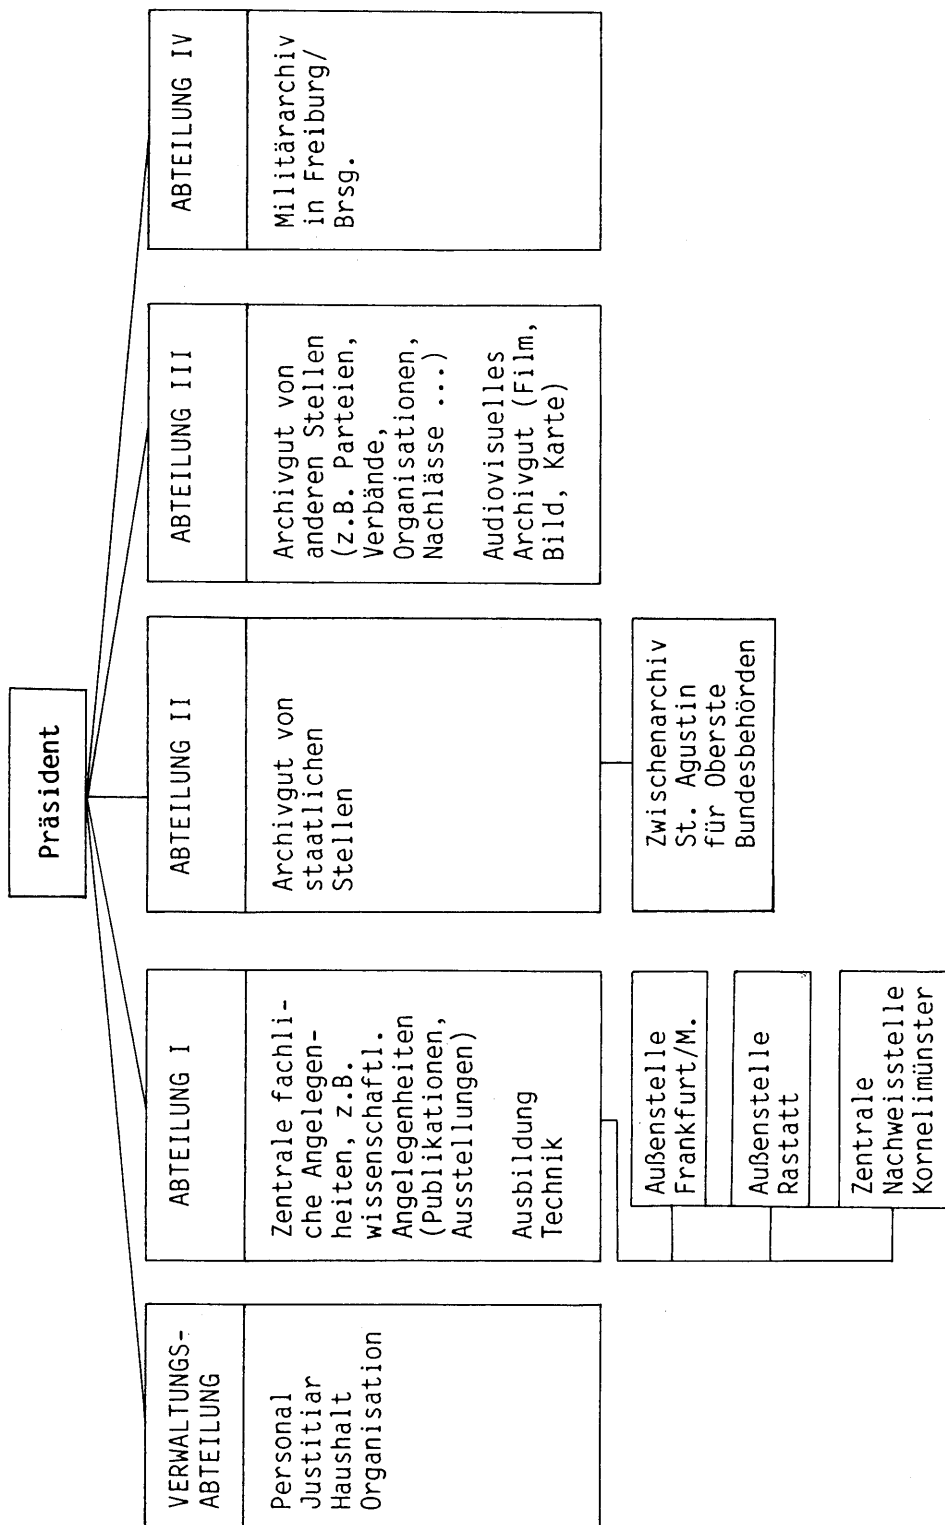 Präsident
VERWALTUNGS-
ABTEILUNG
Personal
Justitiar
Haushalt
Organisation
ABTEILUNG I
Zentrale fachli-
che Angelegen-
heiten, z.B.
wissenschaftl.
Angelegenheiten
(Publikationen,
Ausstellungen)
Ausbildung
Technik
Außenstelle
Frankfurt/M.
Außenstelle
Rastatt
Zentrale
Nachweisstelle
Kornelimünster
ABTEILUNG II
Archivgut von
staatlichen
Stellen
Zwischenarchiv
St. Agustin
für Oberste
Bundesbehörden
ABTEILUNG III
Archivgut von
anderen Stellen
(z.B. Parteien,
Verbände,
Organisationen,
Nachlässe ...)
Audiovisuelles
Archivgut (Film,
Bild, Karte)
ABTEILUNG IV
Militärarchiv
in Freiburg/
Brsg.